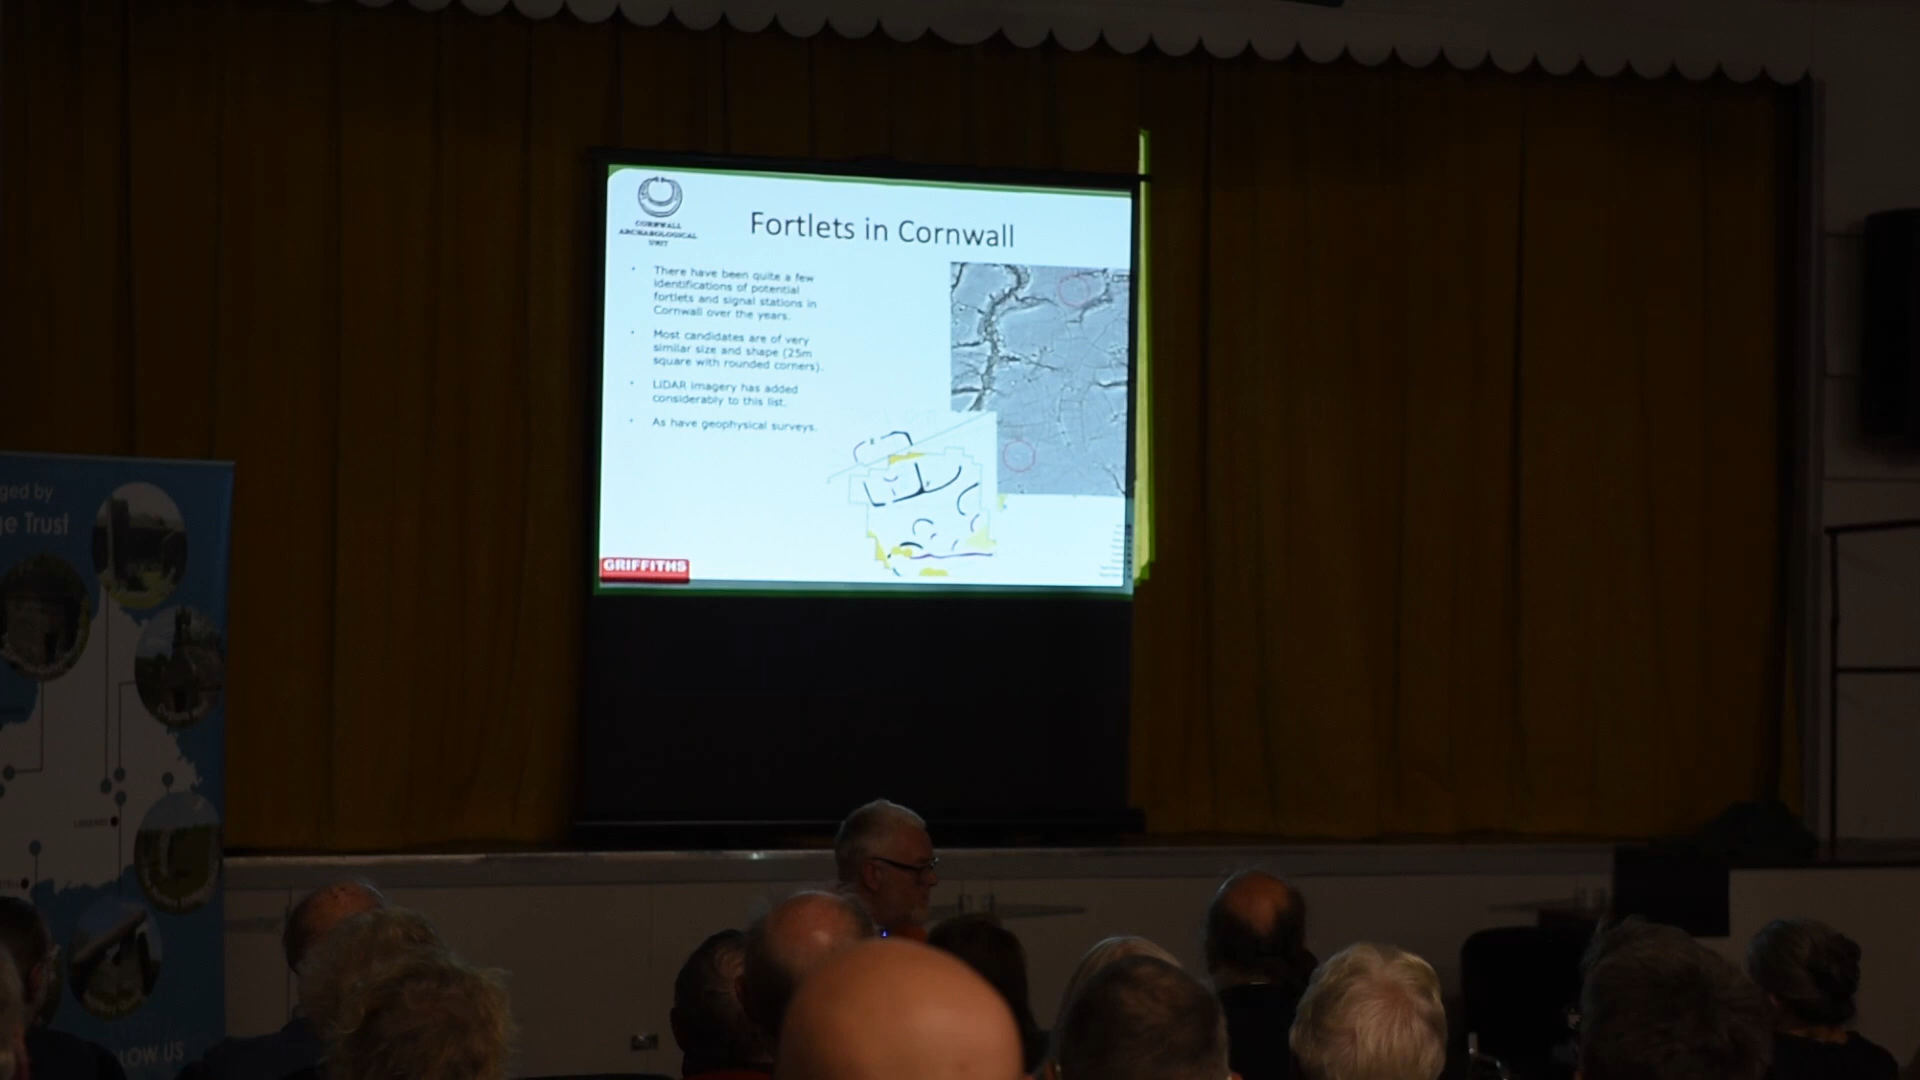 CORNWALL
ARCHAEOLOGICAL
UNIT
Fortlets in Cornwall
There have been quite a few
identifications of potential
fortlets and signal stations in
Cornwall over the years.
Most candidates are of very
similar size and shape (25m
square with rounded corners).
LiDAR imagery has added
considerably to this list.
As have geophysical surveys.
GRIFFITHS
ged by
ge Trust
LOW US